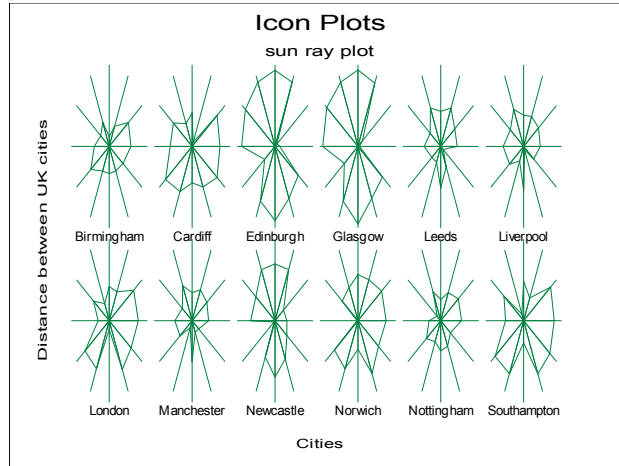 Icon Plots
sun ray plot
Distance between UK cities
Birmingham Cardiff Edinburgh Glasgow Leeds Liverpool
London Manchester Newcastle Norwich Nottingham Southampton
Cities